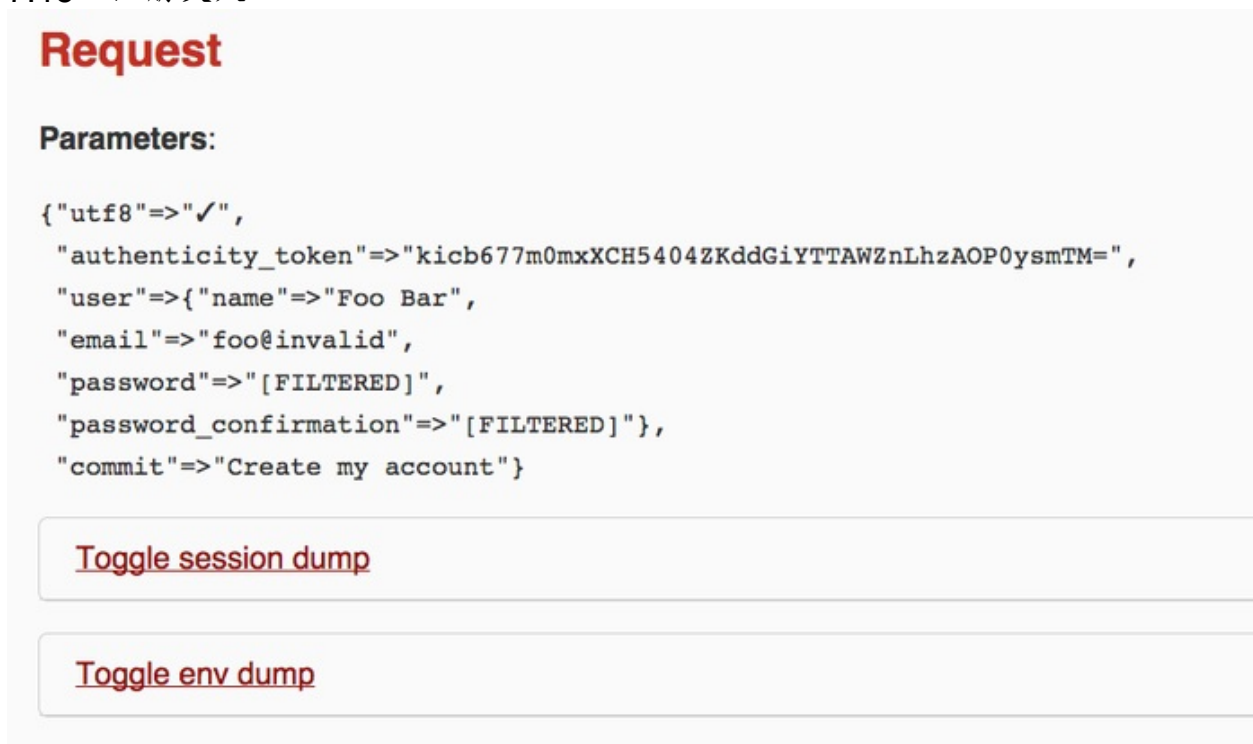 Request
Parameters:
{"utf8"=>"✓",
"authenticity_token"=>"kicb677m0mxXCH5404ZKddGiYTTAWZnLhzAOP0ysmTM=",
"user"=>{"name"=>"Foo Bar",
"email"=>"foo@invalid",
"password"=>"[FILTERED]",
"password_confirmation"=>"[FILTERED]"},
"commit"=>"Create my account"}
Toggle session dump
Toggle env dump